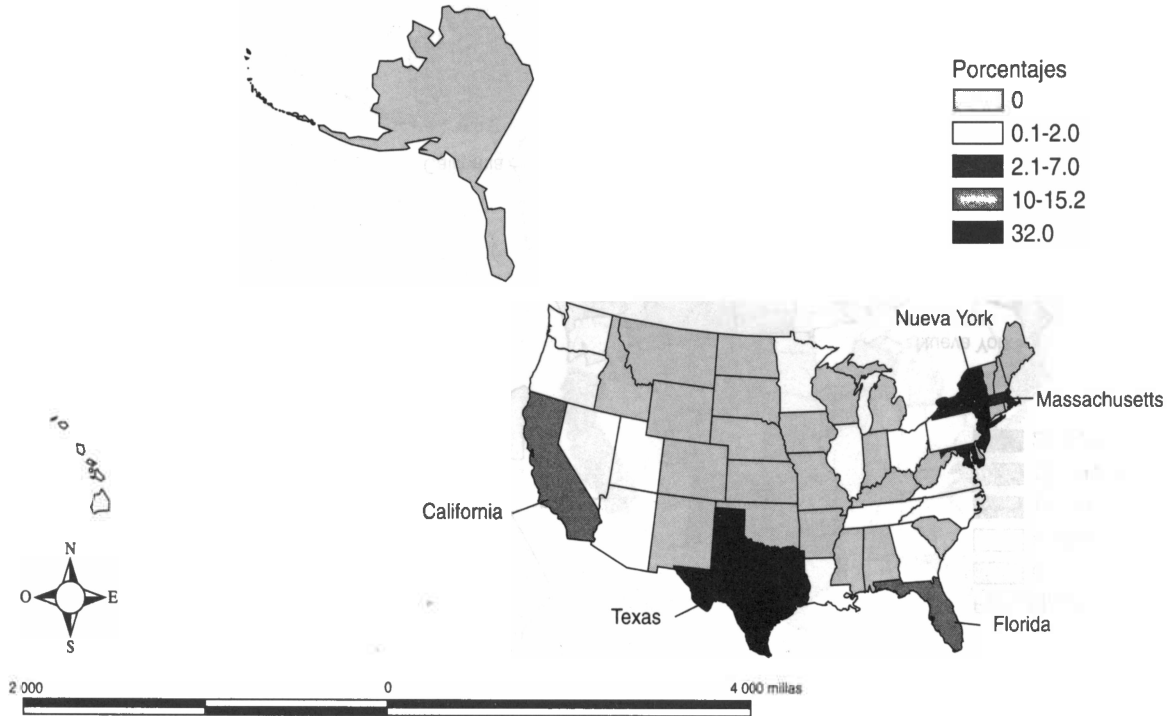 Porcentajes
0
0.1-2.0
2.1-7.0
10-15.2
32.0
Nueva York
Massachusetts
California
Texas
Florida
N
O E
S
2 000 0 4 000 millas